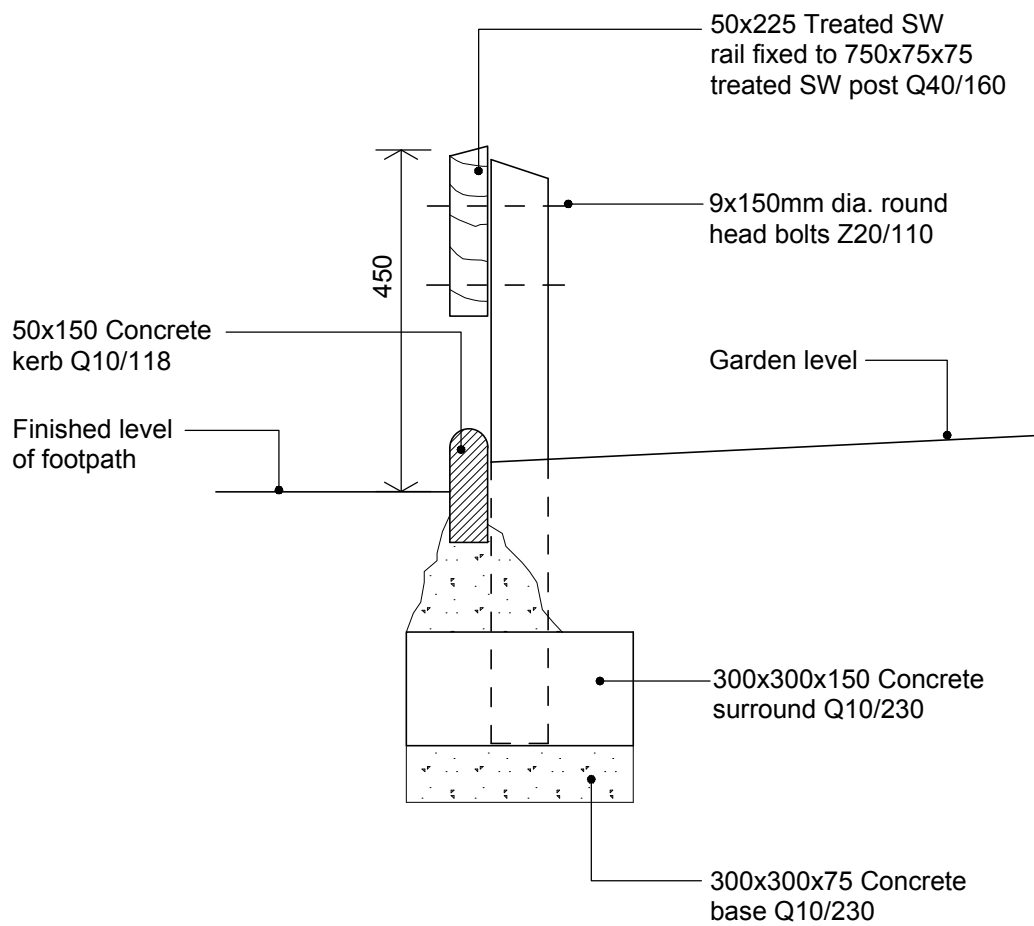 50x225 Treated SW
rail fixed to 750x75x75
treated SW post Q40/160
9x150mm dia. round
head bolts Z20/110
450
50x150 Concrete
kerb Q10/118
Garden level
Finished level
of footpath
300x300x150 Concrete
surround Q10/230
300x300x75 Concrete
base Q10/230